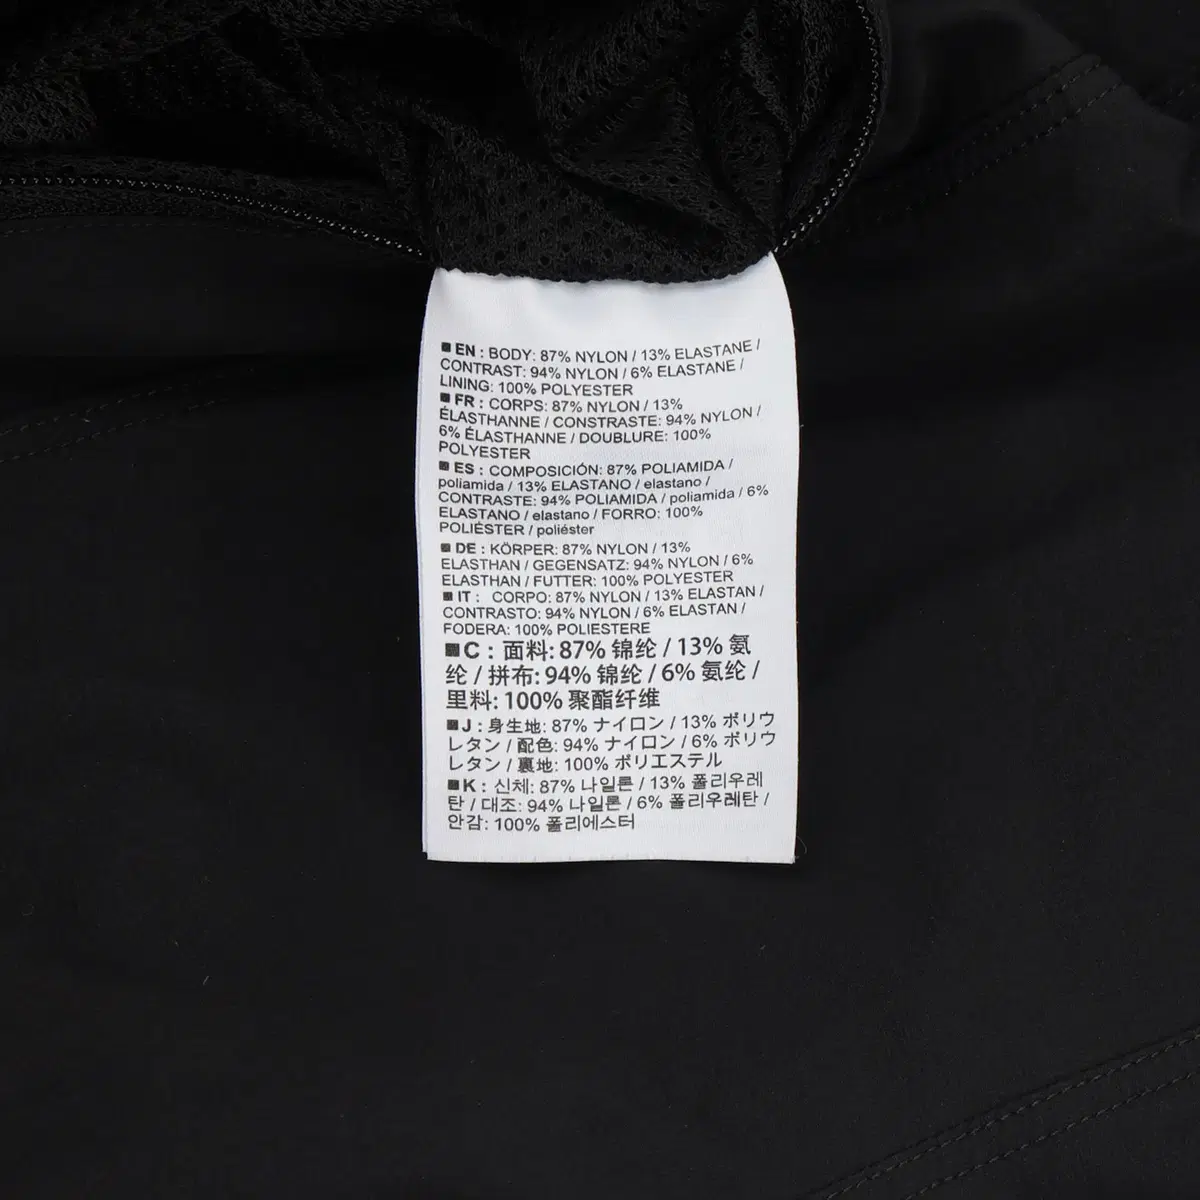 ■ EN : BODY: 87% NYLON / 13% ELASTANE /
CONTRAST: 94% NYLON / 6% ELASTANE /
LINING: 100% POLYESTER
■ FR : CORPS: 87% NYLON / 13%
ÉLASTHANNE / CONSTRASTE: 94% NYLON /
6% ÉLASTHANNE / DOUBLURE: 100%
POLYESTER
■ ES : COMPOSICIÓN: 87% POLIAMIDA /
poliamida / 13% ELASTANO / elastano /
CONTRASTE: 94% POLIAMIDA / poliamida / 6%
ELASTANO / elastano / FORRO: 100%
POLIÉSTER / poliéster
■ DE : KÖRPER: 87% NYLON / 13%
ELASTHAN / GEGENSATZ: 94% NYLON / 6%
ELASTHAN / FUTTER: 100% POLYESTER
■ IT : CORPO: 87% NYLON / 13% ELASTAN /
CONTRASTO: 94% NYLON / 6% ELASTAN /
FODERA: 100% POLIESTERE
■ C : 面料: 87% 锦纶 / 13% 氨
纶 / 拼布: 94% 锦纶 / 6% 氨纶 /
里料: 100% 聚酯纤维
■ J : 身生地: 87% ナイロン / 13% ポリウ
レタン / 配色: 94% ナイロン / 6% ポリウ
レタン / 裏地: 100% ポリエステル
■ K : 신체: 87% 나일론 / 13% 폴리우레
탄 / 대조: 94% 나일론 / 6% 폴리우레탄 /
안감: 100% 폴리에스터